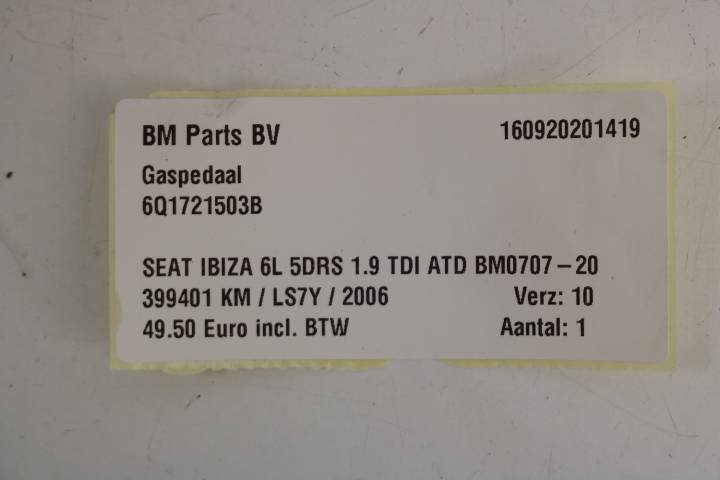 BM Parts BV 160920201419
Gaspedaal
6Q1721503B
SEAT IBIZA 6L 5DRS 1.9 TDI ATD BM0707-20
399401 KM / LS7Y / 2006 Verz: 10
49.50 Euro incl. BTW Aantal: 1